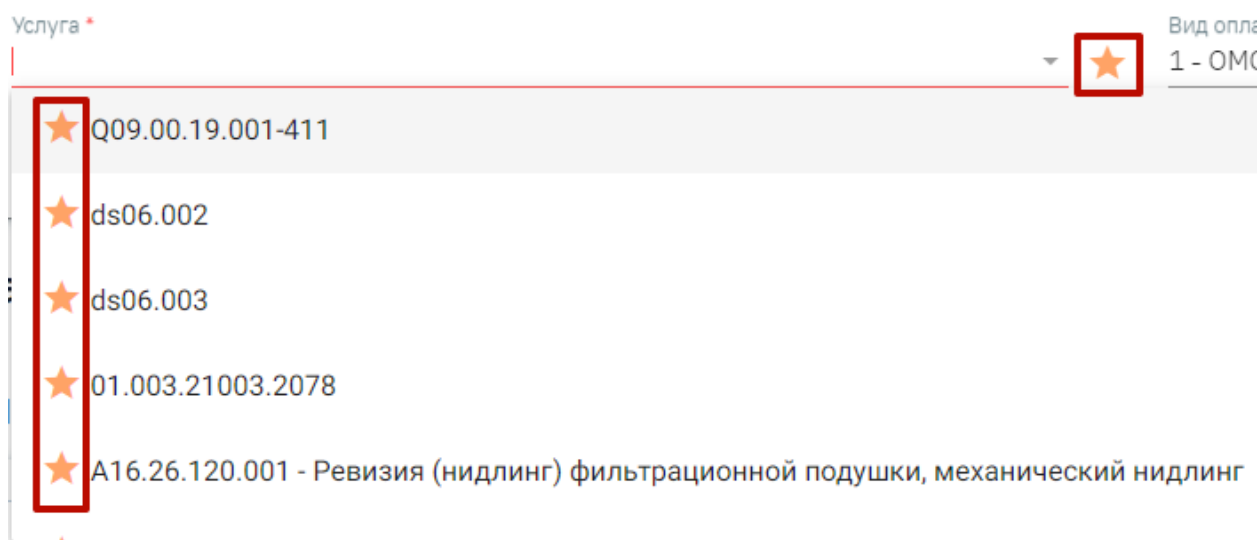 Услуга *
Вид опла
1 - ОМС
Q09.00.19.001-411
ds06.002
ds06.003
01.003.21003.2078
A16.26.120.001 - Ревизия (нидлинг) фильтрационной подушки, механический нидлинг